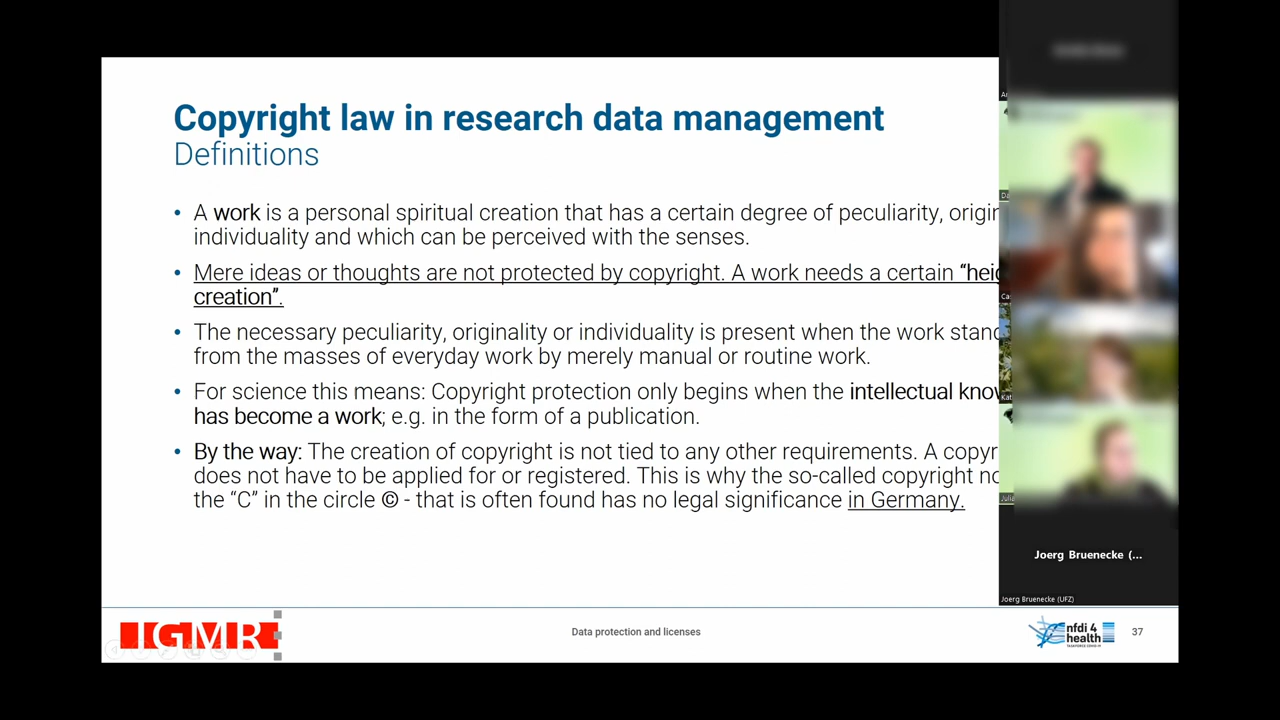 Copyright law in research data management
Definitions
• A work is a personal spiritual creation that has a certain degree of peculiarity,
individuality and which can be perceived with the senses.
• Mere ideas or thoughts are not protected by copyright. A work needs a certain
creation”.
• The necessary peculiarity, originality or individuality is present when the work
from the masses of everyday work by merely manual or routine work.
• For science this means: Copyright protection only begins when the intellectual
has become a work; e.g. in the form of a publication.
• By the way: The creation of copyright is not tied to any other requirements. A
does not have to be applied for or registered. This is why the so-called copyright
the “C” in the circle © - that is often found has no legal significance in Germany.
Joerg Bruenecke (...
Joerg Bruenecke (UFZ)
IGMR
Data protection and licenses
nfdi 4
health
TASKFORCE COVID-19
37